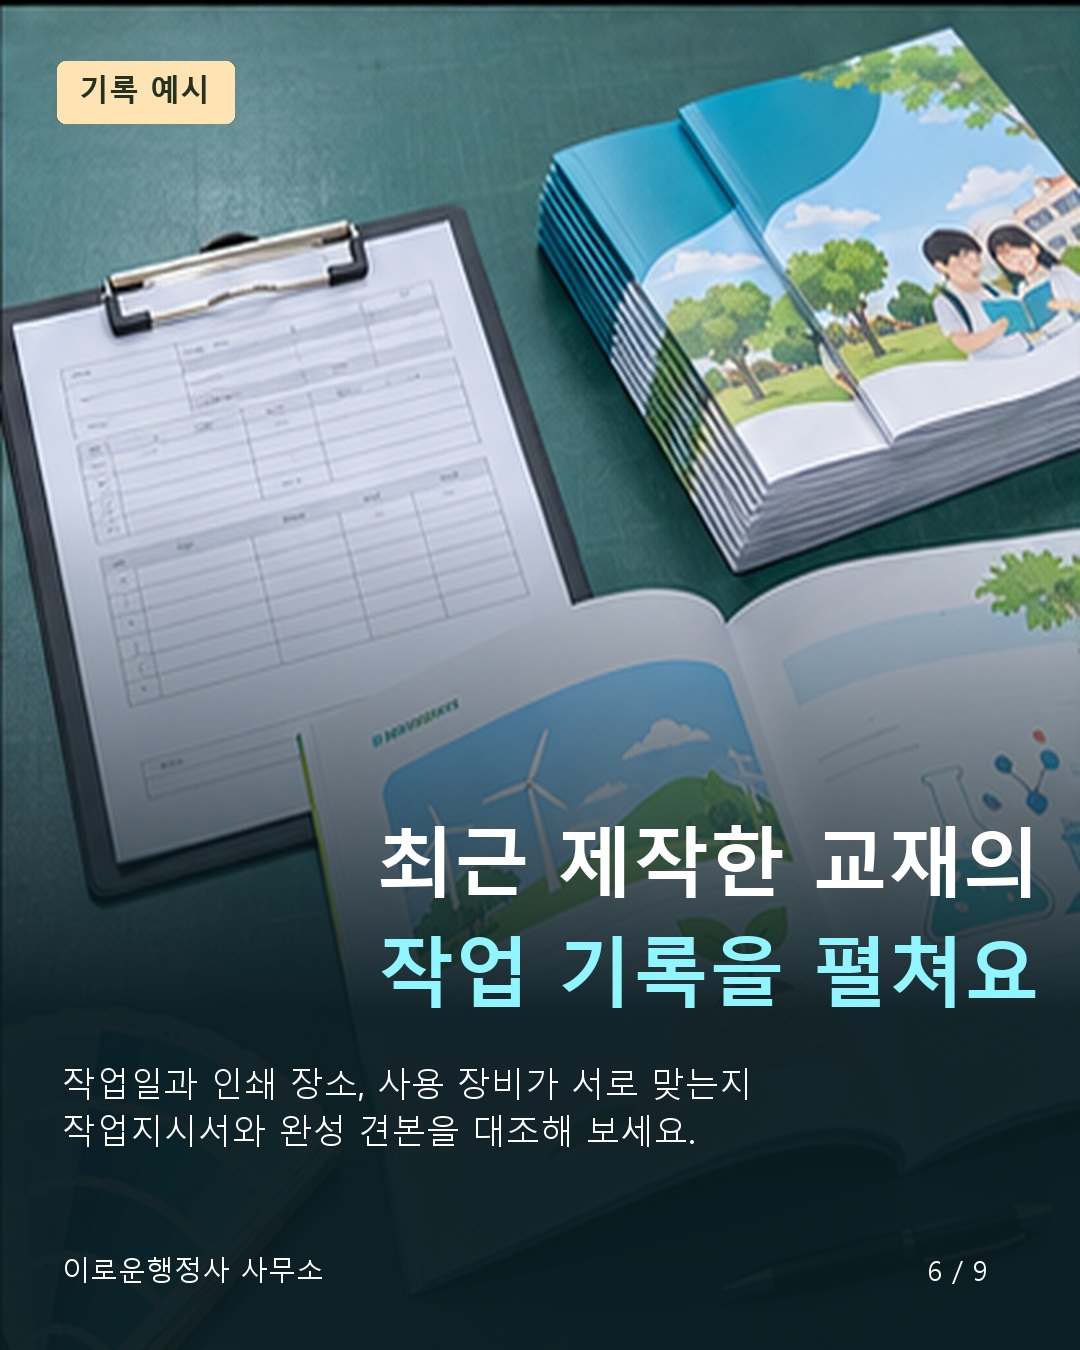 기록 예시
최근 제작한 교재의
작업 기록을 펼쳐요
작업일과 인쇄 장소, 사용 장비가 서로 맞는지
작업지시서와 완성 견본을 대조해 보세요.
이로운행정사 사무소
6 / 9